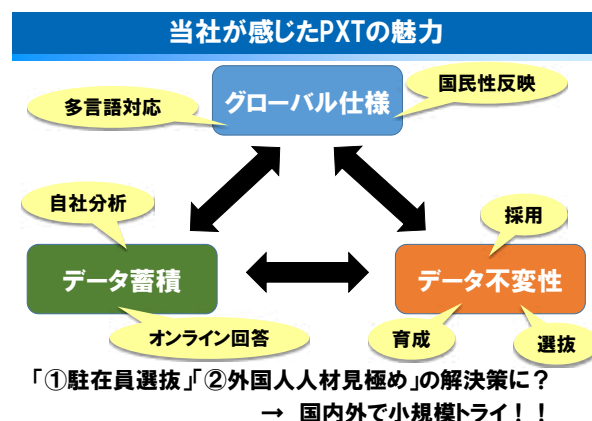 当社が感じたPXTの魅力
国民性反映
多言語対応
グローバル仕様
自社分析
採用
データ蓄積
データ不変性
オンライン回答
育成
選抜
「①駐在員選抜」「②外国人人材見極め」の解決策に？
→ 国内外で小規模トライ！！